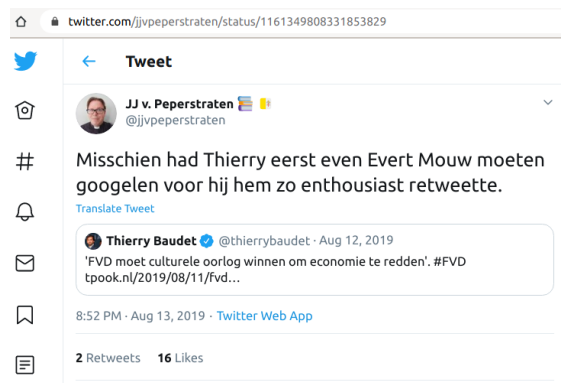 twitter.com/jjvpeperstraten/status/1161349808331853829
Tweet
JJ v. Peperstraten
@jjvpeperstraten
Misschien had Thierry eerst even Evert Mouw moeten
googelen voor hij hem zo enthousiast retweette.
Translate Tweet
Thierry Baudet @thierrybaudet · Aug 12, 2019
'FVD moet culturele oorlog winnen om economie te redden'. #FVD
tpook.nl/2019/08/11/fvd…
8:52 PM · Aug 13, 2019 · Twitter Web App
2 Retweets 16 Likes